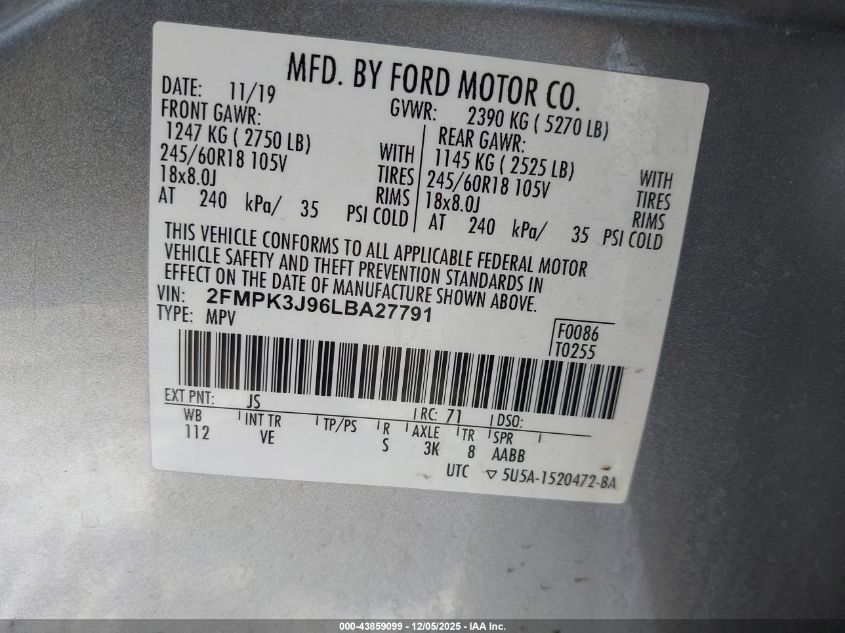 MFD. BY FORD MOTOR CO.
DATE: 11/19 GVWR: 2390 KG ( 5270 LB)
FRONT GAWR: REAR GAWR:
1247 KG ( 2750 LB) WITH 1145 KG ( 2525 LB) WITH
245/60R18 105V TIRES 245/60R18 105V TIRES
18x8.0J RIMS 18x8.0J RIMS
AT 240 kPa/ 35 PSI COLD AT 240 kPa/ 35 PSI COLD
THIS VEHICLE CONFORMS TO ALL APPLICABLE FEDERAL MOTOR
VEHICLE SAFETY AND THEFT PREVENTION STANDARDS IN
EFFECT ON THE DATE OF MANUFACTURE SHOWN ABOVE.
VIN: 2FMPK3J96LBA27791
TYPE: MPV
F0086
T0255
EXT PNT: JS RC: 71 DSO:
WB INT TR TP/PS R AXLE TR SPR
112 VE S 3K 8 AABB
UTC ▽ 5U5A-1520472-BA
000-43859099 - 12/05/2025 - IAA Inc.